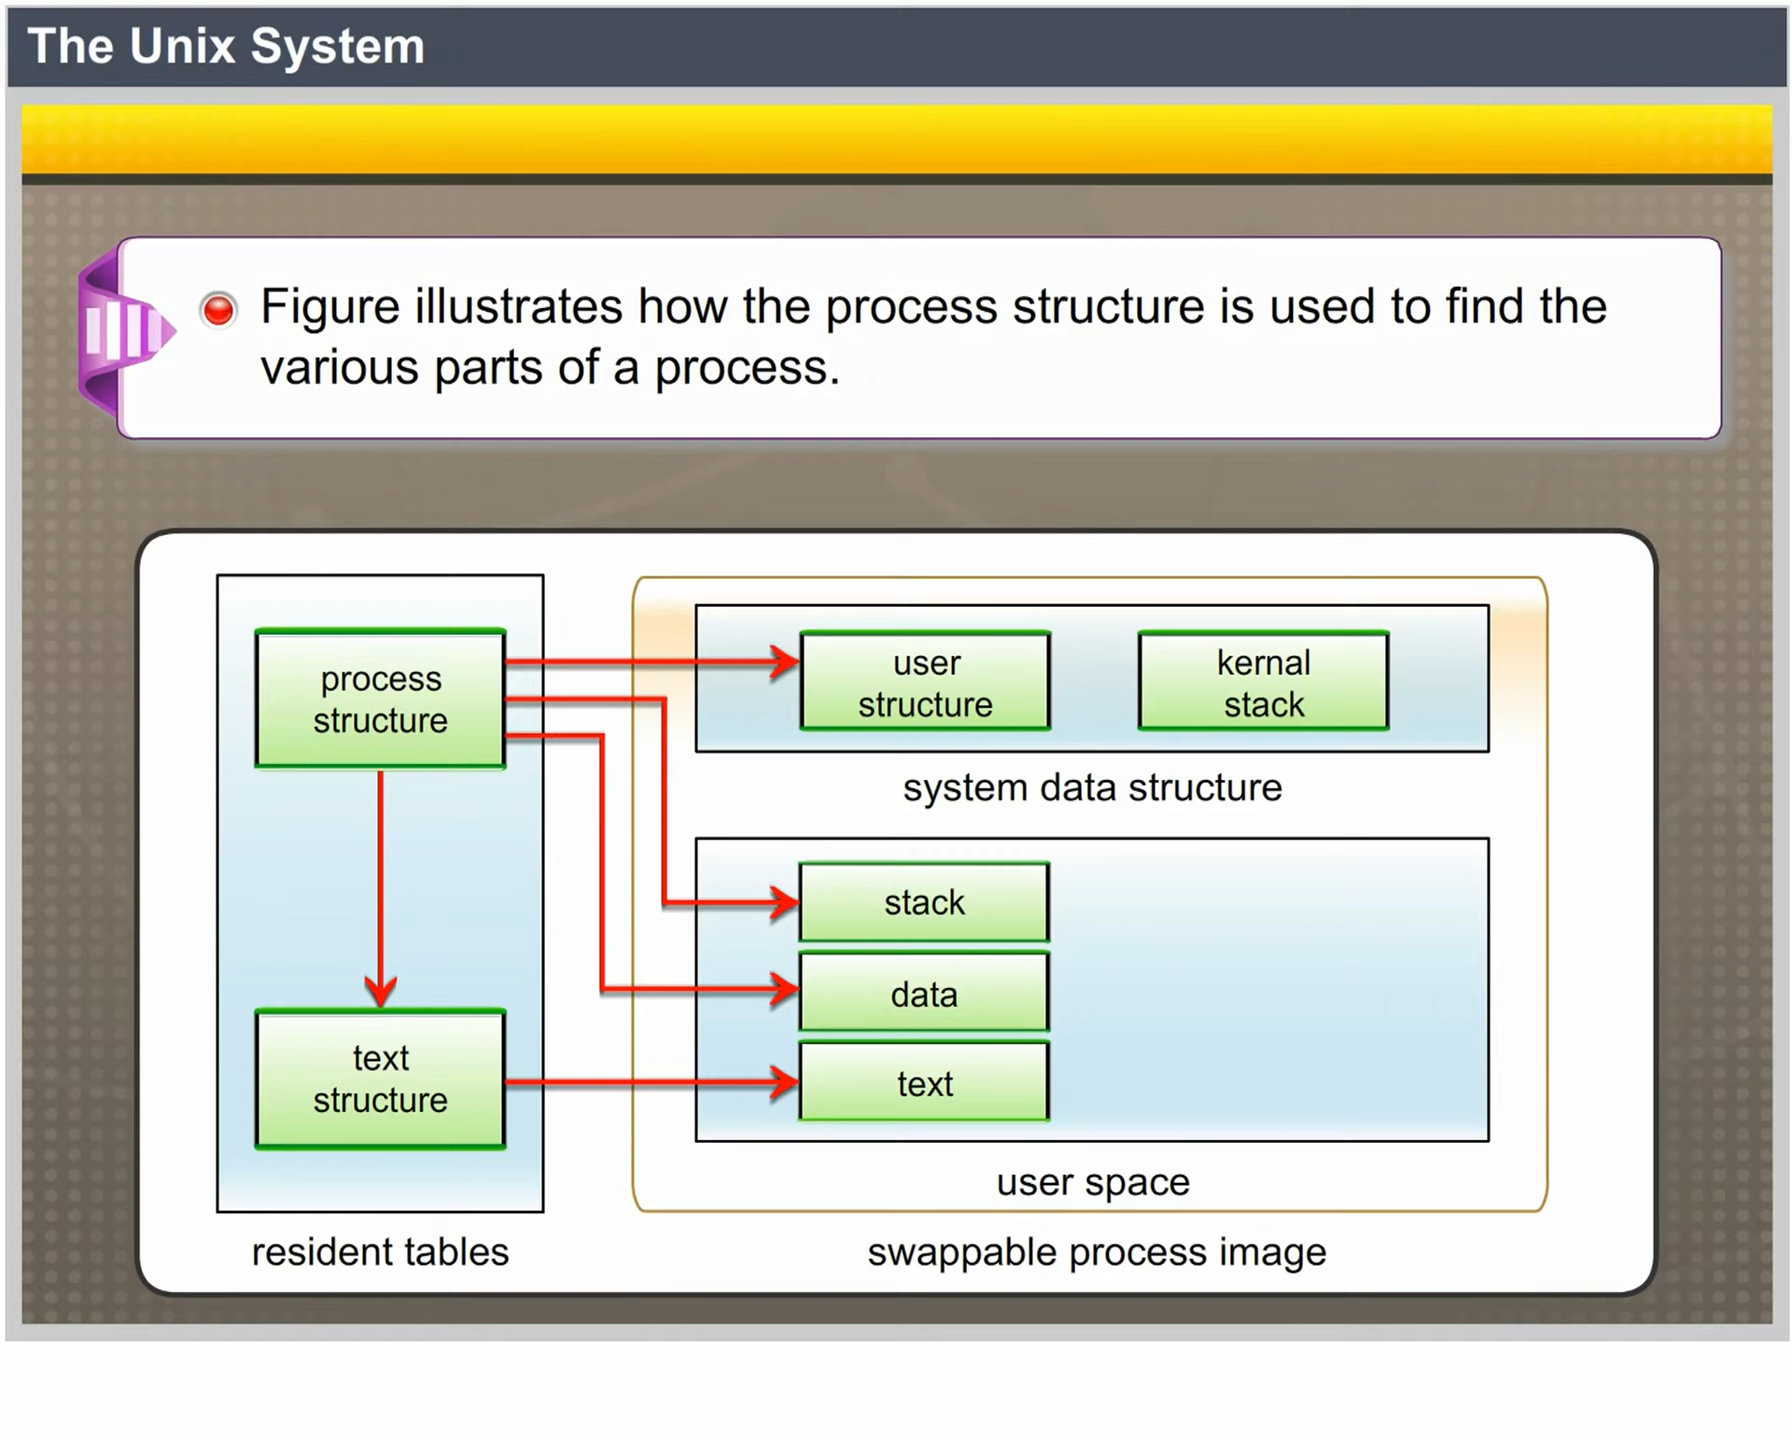 The Unix System
Figure illustrates how the process structure is used to find the
various parts of a process.
process
structure
text
structure
resident tables
user
structure
kernal
stack
system data structure
stack
data
text
user space
swappable process image